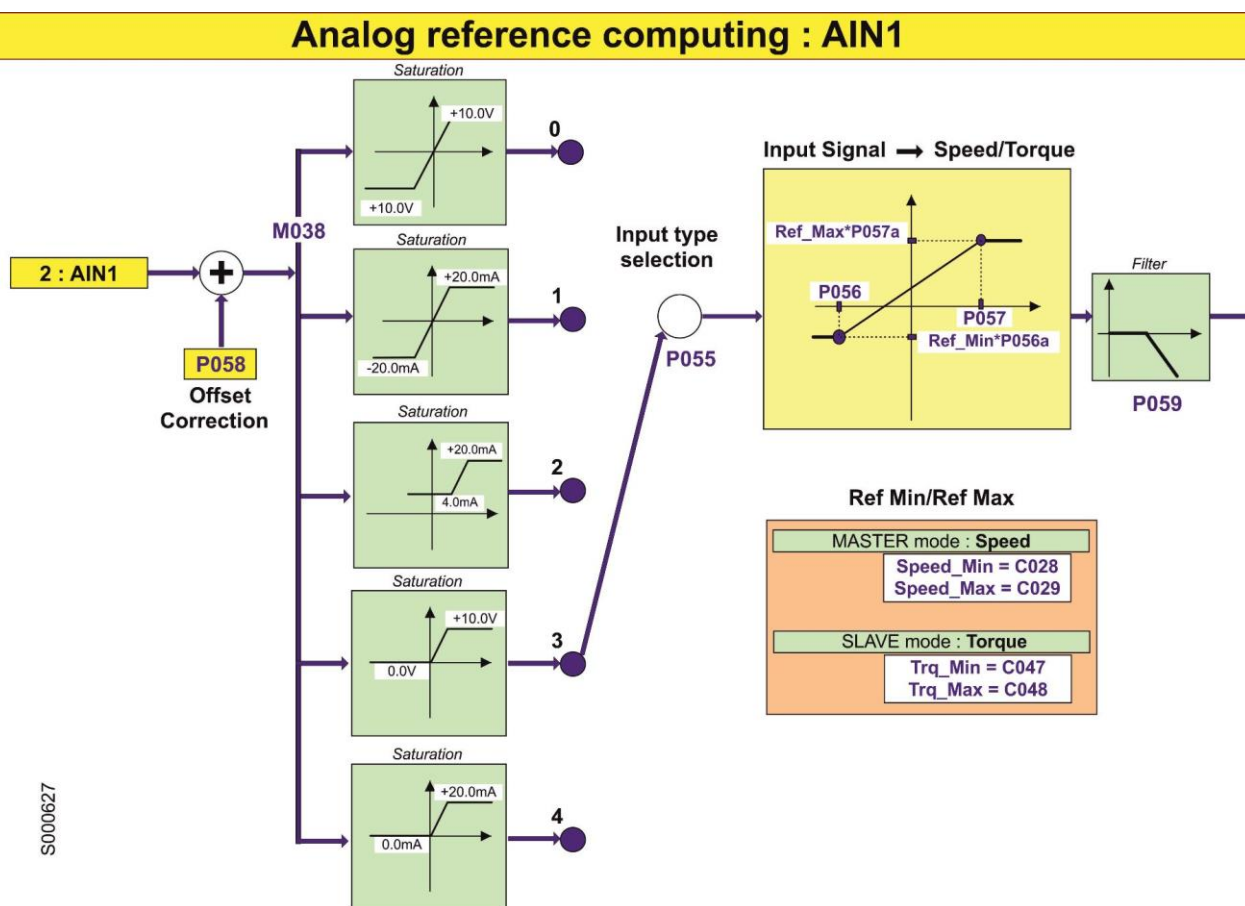 Analog reference computing : AIN1
Saturation
+10.0V
+10.0V
0
M038
2 : AIN1
+
P058
Offset
Correction
Saturation
+20.0mA
-20.0mA
1
Saturation
+20.0mA
4.0mA
2
Saturation
+10.0V
0.0V
3
Saturation
+20.0mA
0.0mA
4
Input type
selection
P055
Input Signal → Speed/Torque
Ref_Max*P057a
P056
P057
Ref_Min*P056a
Filter
P059
Ref Min/Ref Max
MASTER mode : Speed
Speed_Min = C028
Speed_Max = C029
SLAVE mode : Torque
Trq_Min = C047
Trq_Max = C048
S000627